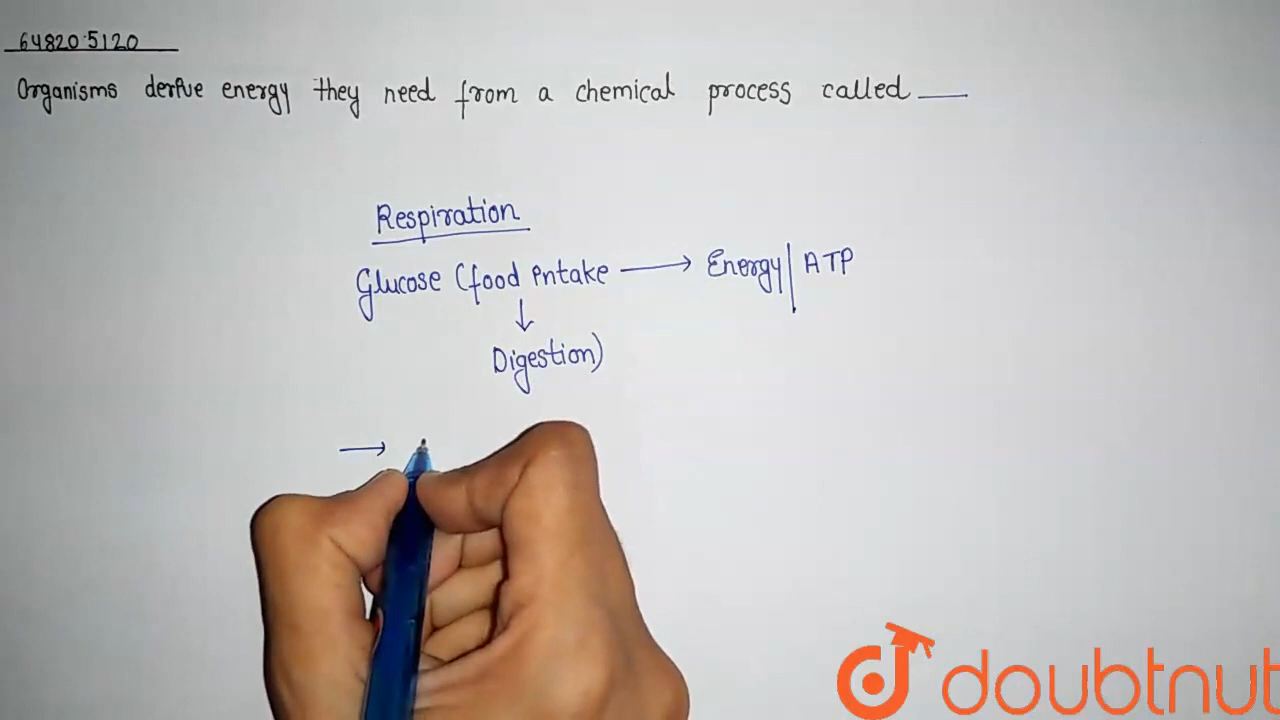 64820.5120
Organisms derive energy they need from a chemical process called ___
Respiration
Glucose (food intake → Energy | ATP
↓
Digestion)
→
doubtnut